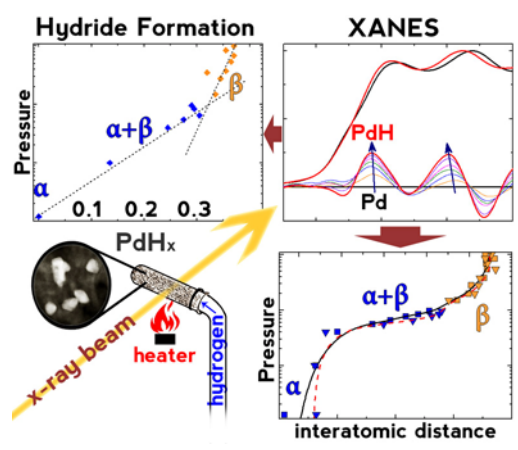 Hydride Formation
XANES
Pressure
α
α+β
β
0.1 0.2 0.3
PdHx
PdH
Pd
x-ray beam
heater
hydrogen
Pressure
α
α+β
β
interatomic distance